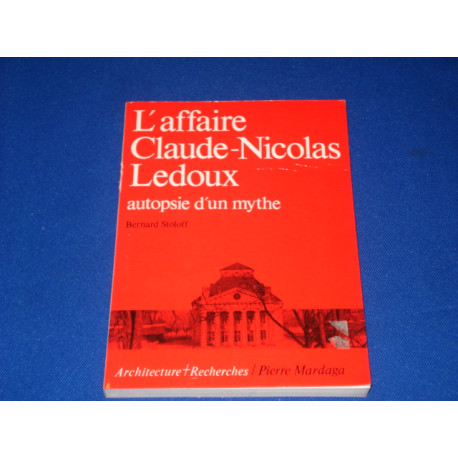 L'affaire
Claude-Nicolas
Ledoux
autopsie d'un mythe
Bernard Stoloff
Architecture+Recherches / Pierre Mardaga